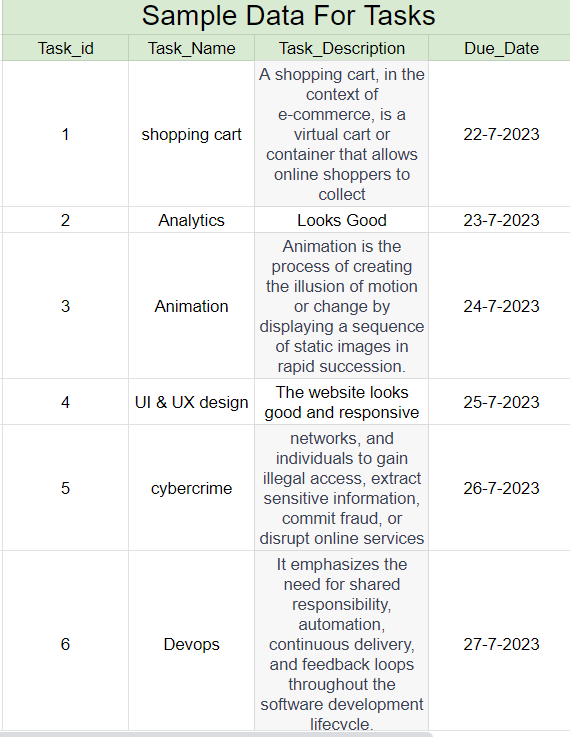 Sample Data For Tasks
Task_id Task_Name Task_Description Due_Date
1 shopping cart A shopping cart, in the
context of
e-commerce, is a
virtual cart or
container that allows
online shoppers to
collect 22-7-2023
2 Analytics Looks Good 23-7-2023
3 Animation Animation is the
process of creating
the illusion of motion
or change by
displaying a sequence
of static images in
rapid succession. 24-7-2023
4 UI & UX design The website looks
good and responsive 25-7-2023
5 cybercrime networks, and
individuals to gain
illegal access, extract
sensitive information,
commit fraud, or
disrupt online services 26-7-2023
6 Devops It emphasizes the
need for shared
responsibility,
automation,
continuous delivery,
and feedback loops
throughout the
software development
lifecycle. 27-7-2023